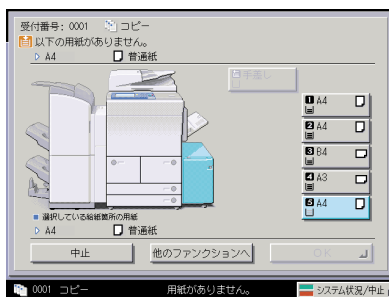 受付番号: 0001 コピー
以下の用紙がありません。
A4 普通紙
手差し
1 A4
2 A4
3 B4
4 A3
5 A4
選択している給紙箇所の用紙
A4 普通紙
中止 他のファンクションへ OK
0001 コピー 用紙がありません。 システム状況/中止